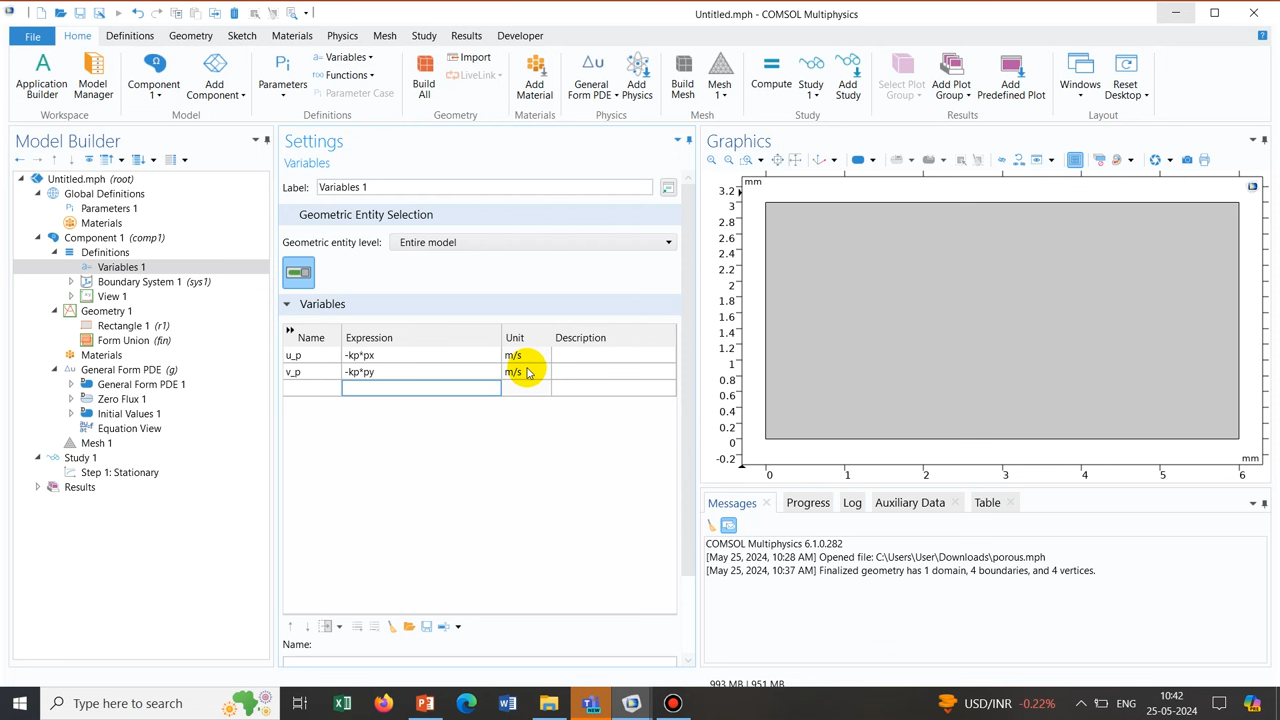 Untitled.mph - COMSOL Multiphysics
File
Home
Definitions
Geometry
Sketch
Materials
Physics
Mesh
Study
Results
Developer
Application Builder
Model Manager
Workspace
Component 1
Add Component
Model
Parameters
Variables
Functions
Parameter Case
Definitions
Build All
Import
LiveLink
Geometry
Add Material
Materials
General Form PDE
Add Physics
Physics
Build Mesh
Mesh 1
Mesh
Compute
Study 1
Add Study
Study
Select Plot Group
Add Plot Group
Add Predefined Plot
Results
Windows
Reset Desktop
Layout
Model Builder
Untitled.mph (root)
Global Definitions
Parameters 1
Materials
Component 1 (comp1)
Definitions
Variables 1
Boundary System 1 (sys1)
View 1
Geometry 1
Rectangle 1 (r1)
Form Union (fin)
Materials
General Form PDE (g)
General Form PDE 1
Zero Flux 1
Initial Values 1
Equation View
Mesh 1
Study 1
Step 1: Stationary
Results
Settings
Variables
Label: Variables 1
Geometric Entity Selection
Geometric entity level: Entire model
Variables
Name Expression Unit Description
u_p -kp*px m/s
v_p -kp*py m/s
Name:
Graphics
mm
3.2
3
2.8
2.6
2.4
2.2
2
1.8
1.6
1.4
1.2
1
0.8
0.6
0.4
0.2
0
-0.2
mm
0 1 2 3 4 5 6
Messages
Progress
Log
Auxiliary Data
Table
COMSOL Multiphysics 6.1.0.282
[May 25, 2024, 10:28 AM] Opened file: C:\Users\User\Downloads\porous.mph
[May 25, 2024, 10:37 AM] Finalized geometry has 1 domain, 4 boundaries, and 4 vertices.
993 MB | 951 MB
Type here to search
USD/INR -0.22%
10:42
25-05-2024